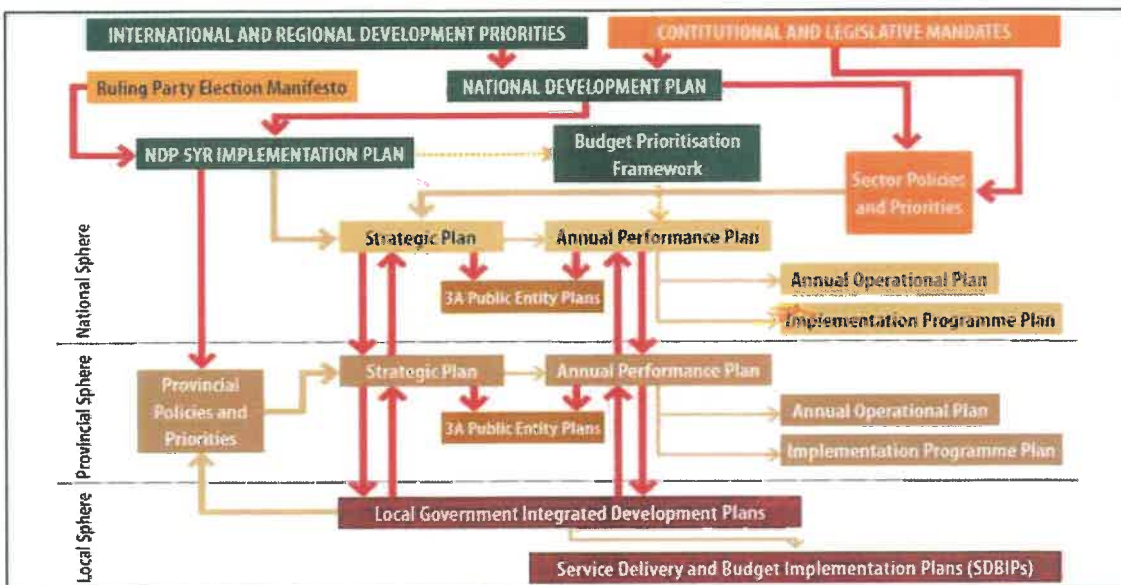 INTERNATIONAL AND REGIONAL DEVELOPMENT PRIORITIES
CONTITUTIONAL AND LEGISLATIVE MANDATES
Ruling Party Election Manifesto
NATIONAL DEVELOPMENT PLAN
NDP 5YR IMPLEMENTATION PLAN
Budget Prioritisation
Framework
Sector Policies
and Priorities
National Sphere
Strategic Plan
Annual Performance Plan
3A Public Entity Plans
Annual Operational Plan
Implementation Programme Plan
Provincial Sphere
Provincial
Policies and
Priorities
Strategic Plan
Annual Performance Plan
3A Public Entity Plans
Annual Operational Plan
Implementation Programme Plan
Local Sphere
Local Government Integrated Development Plans
Service Delivery and Budget Implementation Plans (SDBIPs)